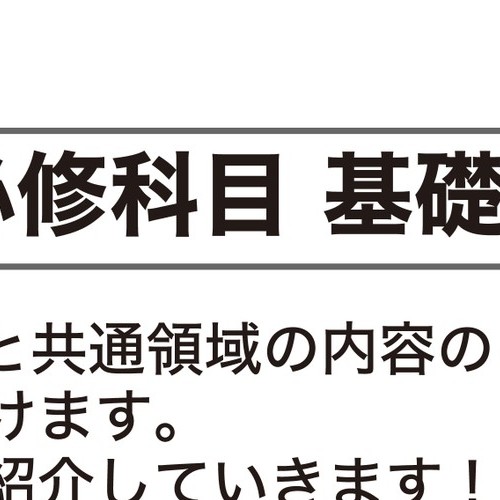 必修科目 基礎
と共通領域の内容の
けます。
紹介していきます！